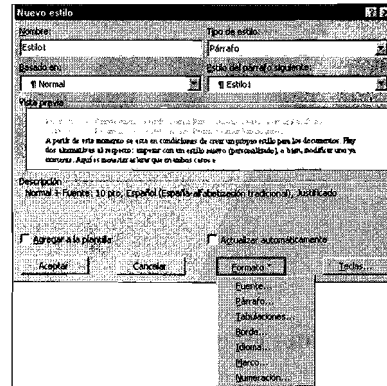 Nuevo estilo
Nombre: Tipo de estilo:
Estilo1 Párrafo
Basado en: Estilo del párrafo siguiente:
¶ Normal ¶ Estilo1
Vista previa
A partir de este momento se está en condiciones de crear un propio estilo para los documentos. Hay
dos alternativas al respecto: empezar con un estilo nuevo (personalizado), o bien, modificar uno ya
existente. Aquí se
Descripción
Normal + Fuente: 10 pto, Español (España-alfabetización tradicional), Justificado
Agregar a la plantilla Actualizar automáticamente
Aceptar Cancelar Formato Teclas...
Fuente...
Párrafo...
Tabulaciones...
Borde...
Idioma...
Marco...
Numeración...